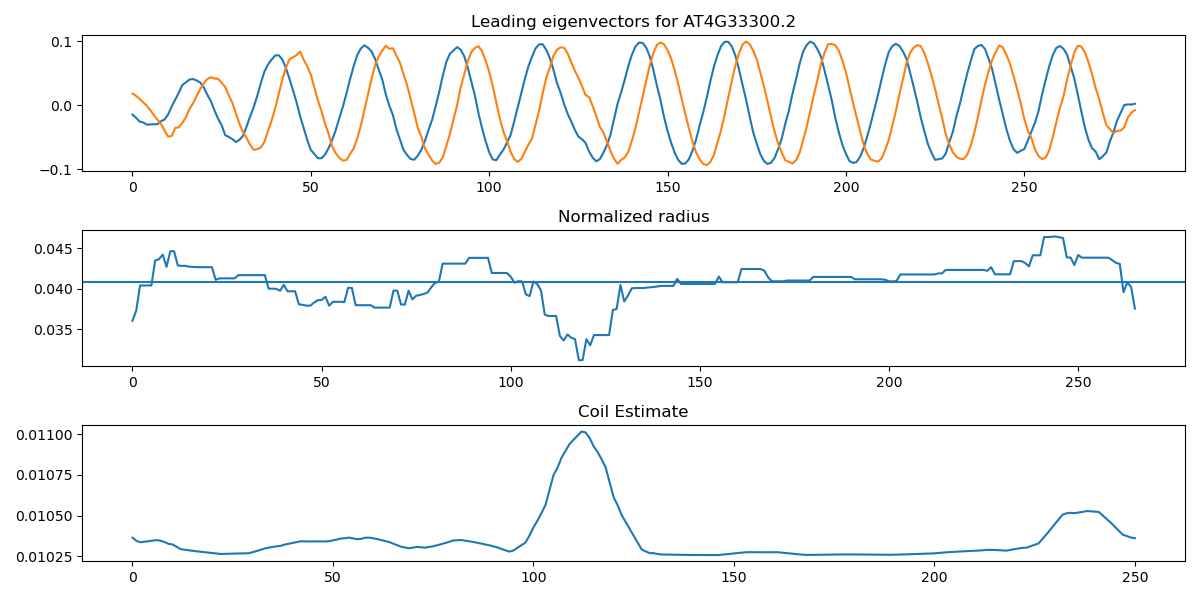 Leading eigenvectors for AT4G33300.2
0.1
0.0
−0.1
0 50 100 150 200 250
Normalized radius
0.045
0.040
0.035
0 50 100 150 200 250
Coil Estimate
0.01100
0.01075
0.01050
0.01025
0 50 100 150 200 250